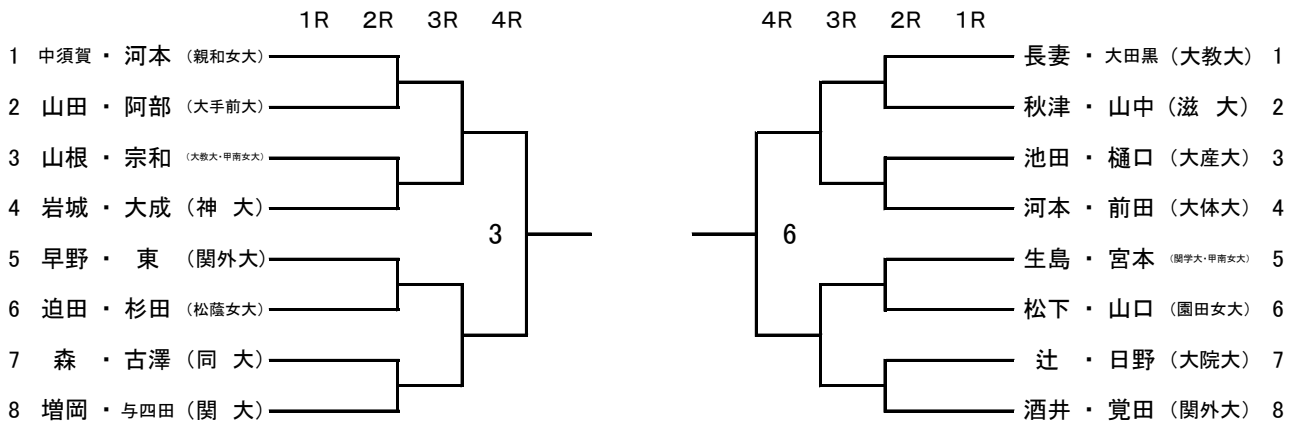 1R 2R 3R 4R 4R 3R 2R 1R
1 中須賀 ・ 河本 (親和女大) 長妻 ・ 大田黒 (大教大) 1
2 山田 ・ 阿部 (大手前大) 秋津 ・ 山中 (滋 大) 2
3 山根 ・ 宗和 (大教大・甲南女大) 池田 ・ 樋口 (大産大) 3
4 岩城 ・ 大成 (神 大) 河本 ・ 前田 (大体大) 4
3 6
5 早野 ・ 東 (関外大) 生島 ・ 宮本 (関学大・甲南女大) 5
6 迫田 ・ 杉田 (松蔭女大) 松下 ・ 山口 (園田女大) 6
7 森 ・ 古澤 (同 大) 辻 ・ 日野 (大院大) 7
8 増岡 ・ 与四田 (関 大) 酒井 ・ 覚田 (関外大) 8